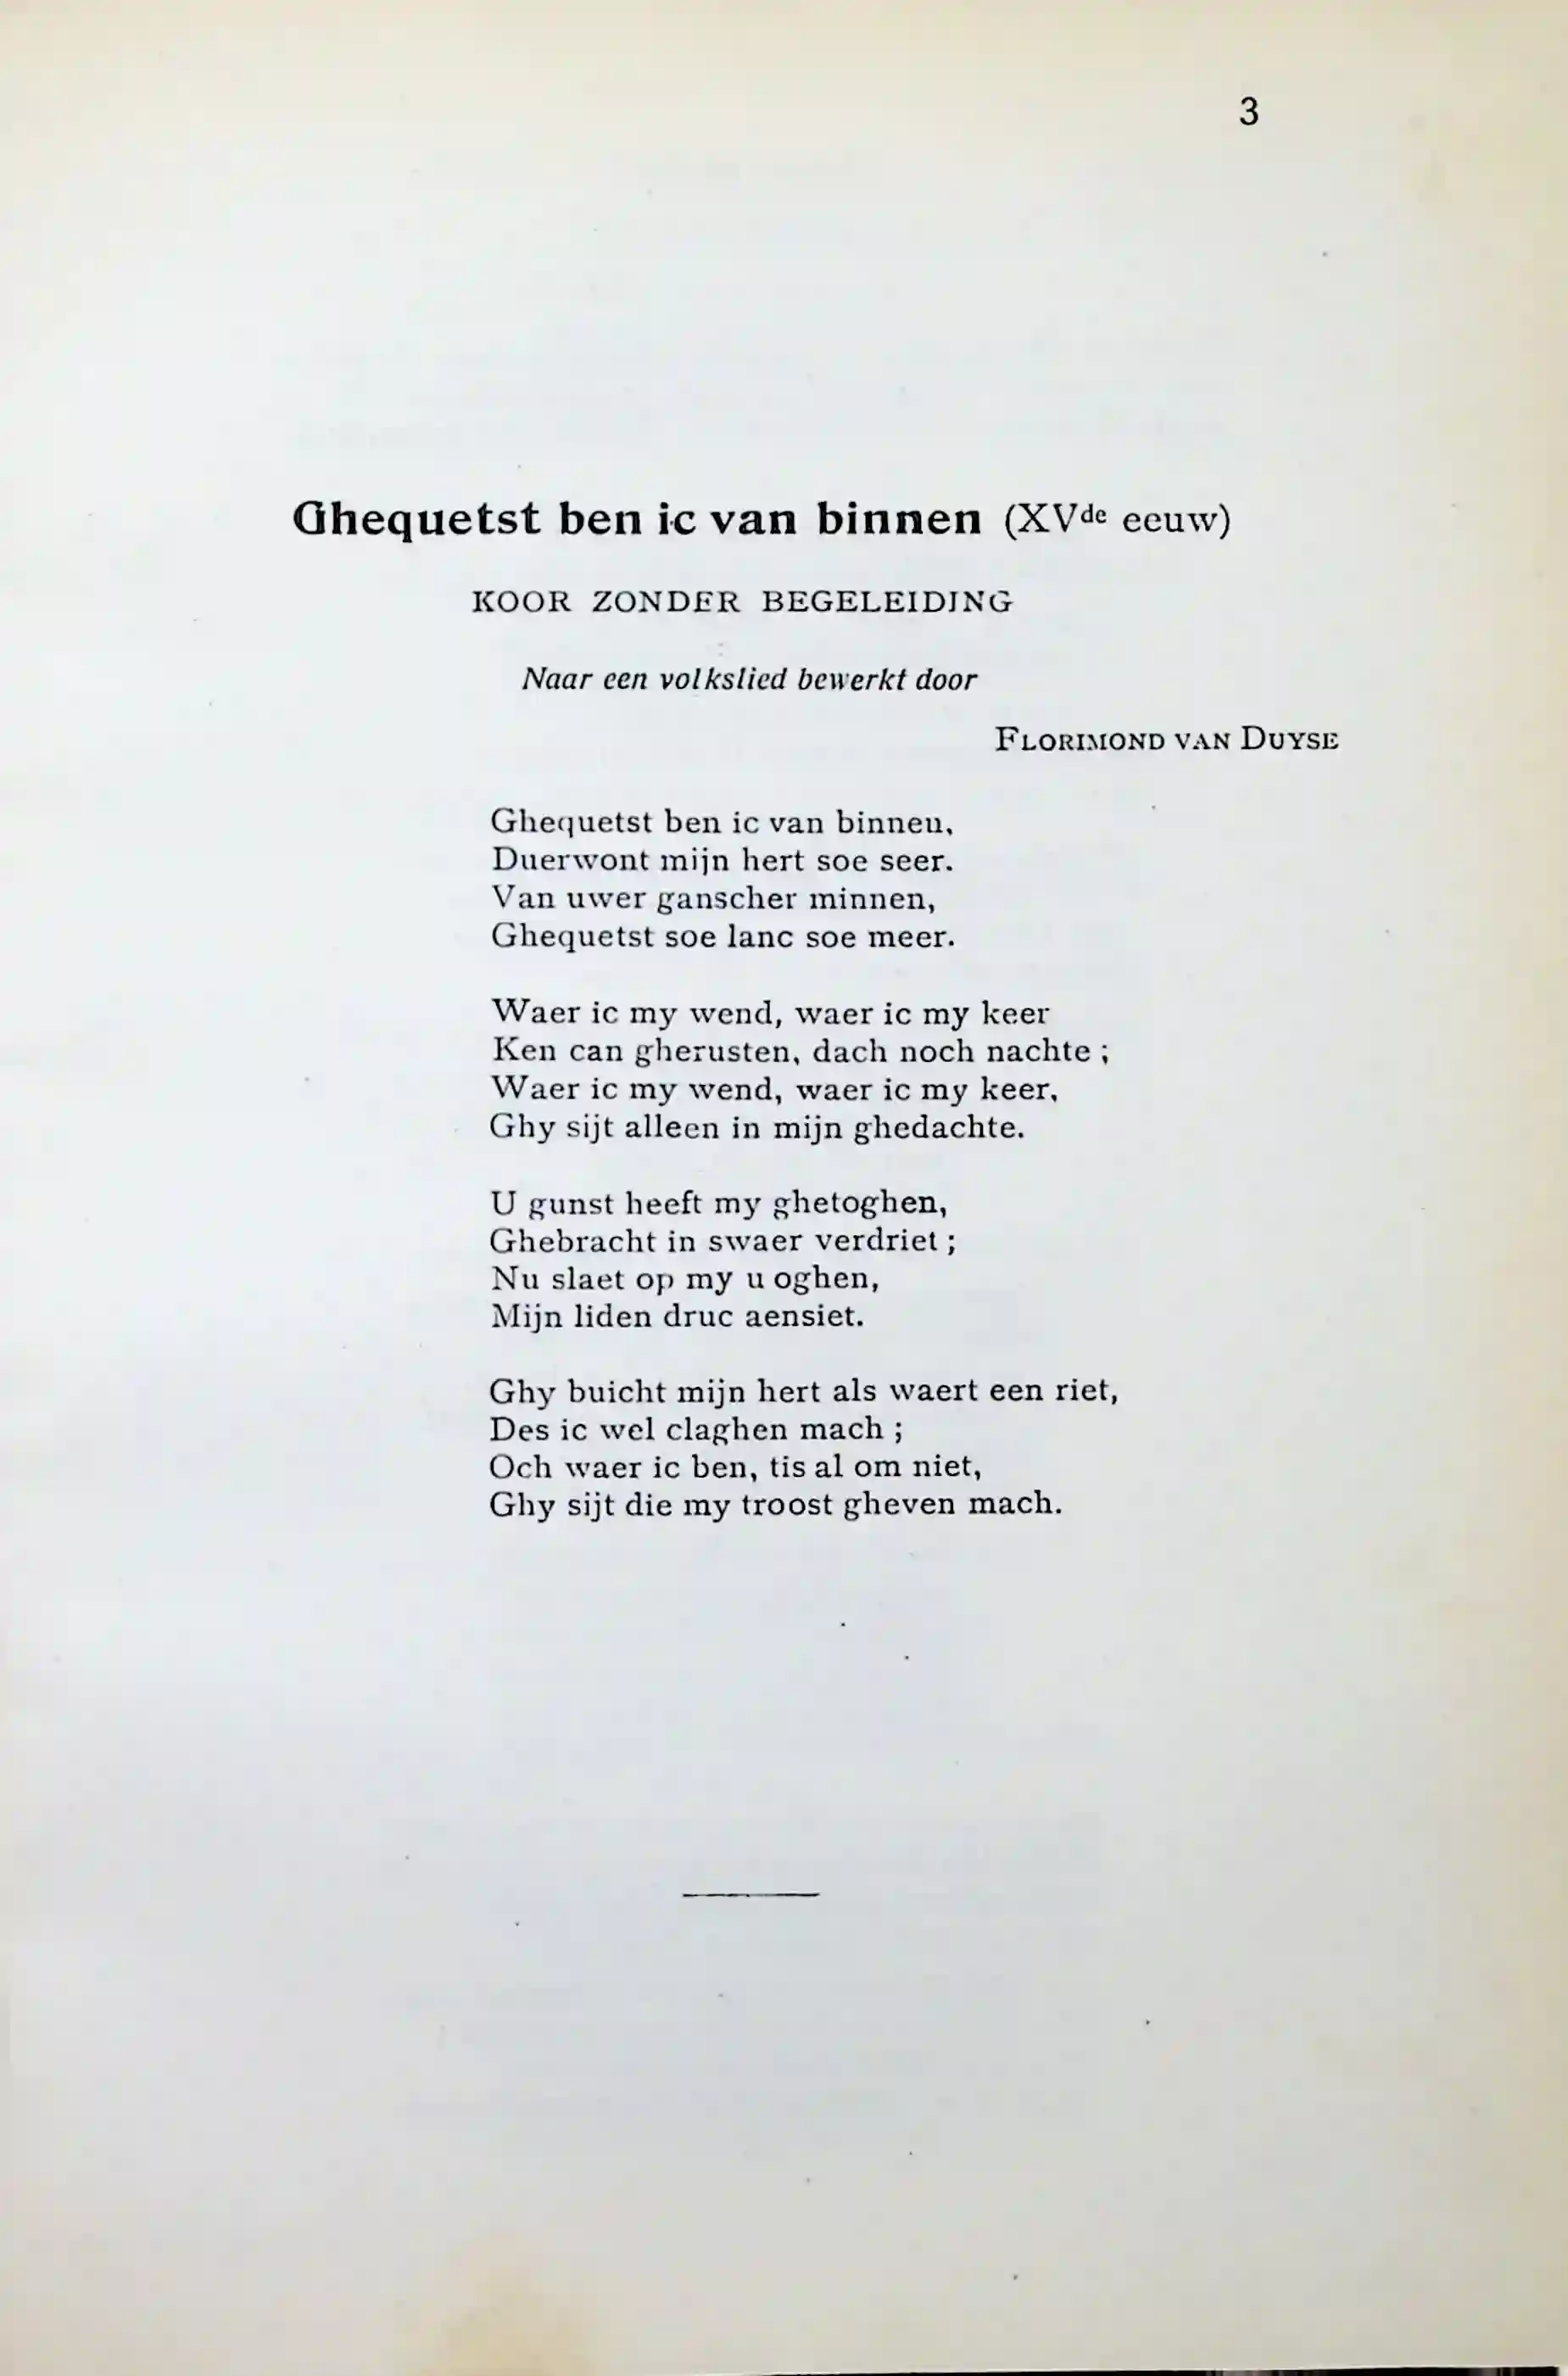 3
Ghequetst ben ic van binnen (XVde eeuw)
KOOR ZONDER BEGELEIDING
Naar een volkslied bewerkt door
FLORIMOND VAN DUYSE
Ghequetst ben ic van binnen,
Duerwont mijn hert soe seer.
Van uwer ganscher minnen,
Ghequetst soe lanc soe meer.
Waer ic my wend, waer ic my keer
Ken can gherusten, dach noch nachte ;
Waer ic my wend, waer ic my keer,
Ghy sijt alleen in mijn ghedachte.
U gunst heeft my ghetoghen,
Ghebracht in swaer verdriet ;
Nu slaet op my u oghen,
Mijn liden druc aensiet.
Ghy buicht mijn hert als waert een riet,
Des ic wel claghen mach ;
Och waer ic ben, tis al om niet,
Ghy sijt die my troost gheven mach.